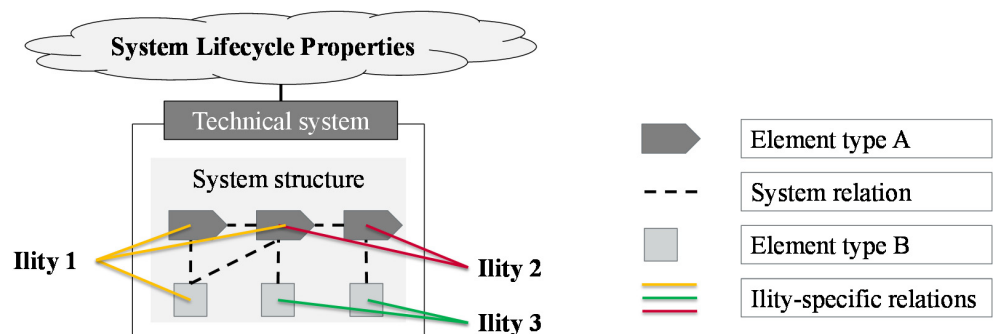 System Lifecycle Properties
Technical system
System structure
Ility 1
Ility 2
Ility 3
Element type A
System relation
Element type B
Ility-specific relations